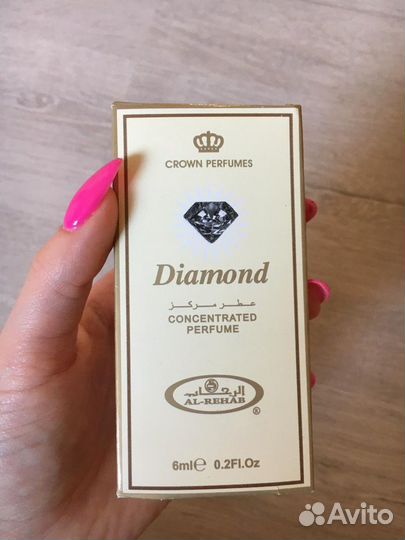 CROWN PERFUMES
Diamond
عطر مركز
CONCENTRATED
PERFUME
الرحاب
AL-REHAB
®
6ml℮ 0.2Fl.Oz
Avito